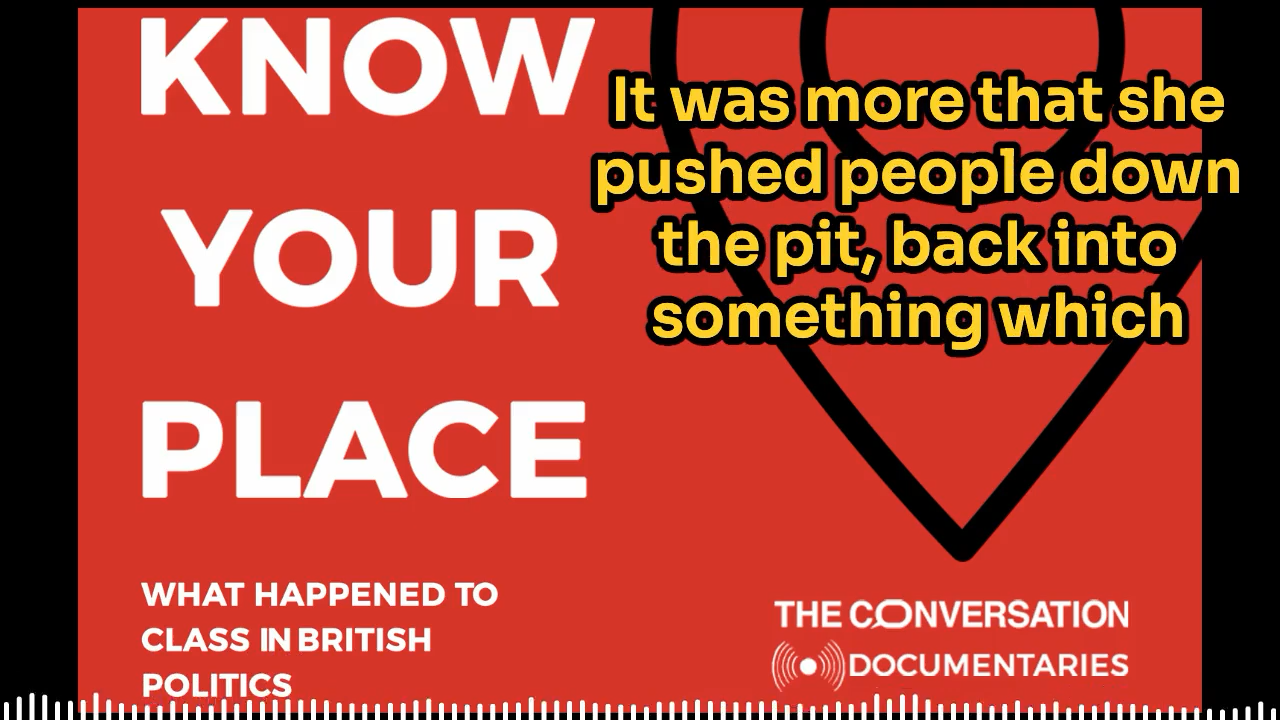 KNOW
YOUR
PLACE
WHAT HAPPENED TO
CLASS IN BRITISH
POLITICS
It was more that she
pushed people down
the pit, back into
something which
THE CONVERSATION
DOCUMENTARIES